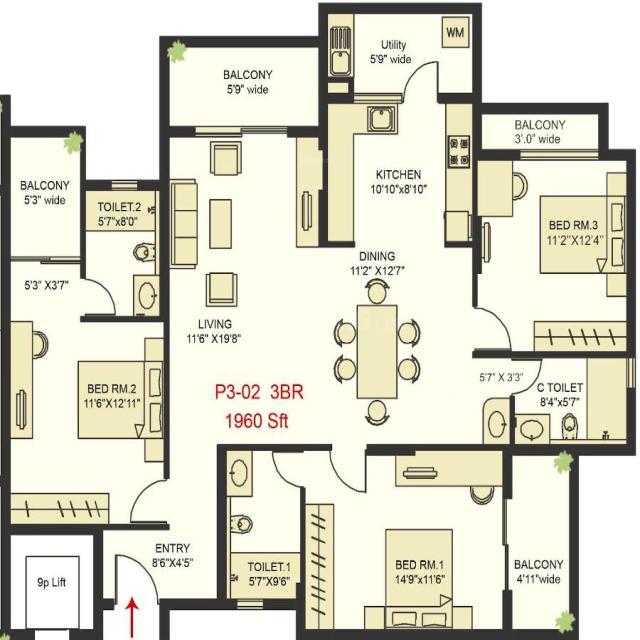 Utility
5'9" wide
WM
BALCONY
5'9" wide
BALCONY
3'.0" wide
KITCHEN
10'10"x8'10"
BALCONY
5'3" wide
TOILET.2
5'7"x8'0"
BED RM.3
11'2"X12'4"
DINING
11'2"X12'7"
5'3" X3'7"
LIVING
11'6" X19'8"
BED RM.2
11'6"X12'11"
P3-02 3BR
1960 Sft
5'7" X 3'3"
C TOILET
8'4"x5'7"
ENTRY
8'6"X4'5"
9p Lift
TOILET.1
5'7"X9'6"
BED RM.1
14'9"x11'6"
BALCONY
4'11"wide